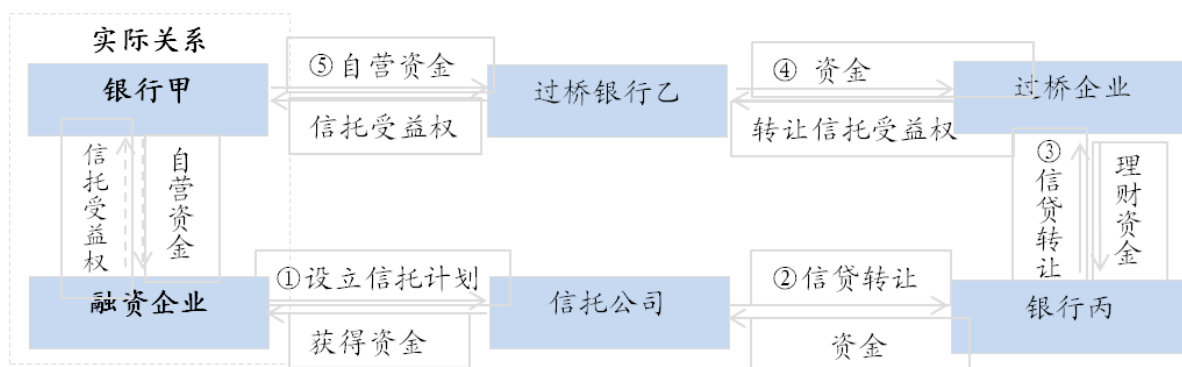 实际关系
银行甲
⑤自营资金
信托受益权
过桥银行乙
④ 资金
转让信托受益权
过桥企业
信托受益权
自营资金
③信贷转让
理财资金
融资企业
①设立信托计划
获得资金
信托公司
②信贷转让
资金
银行丙